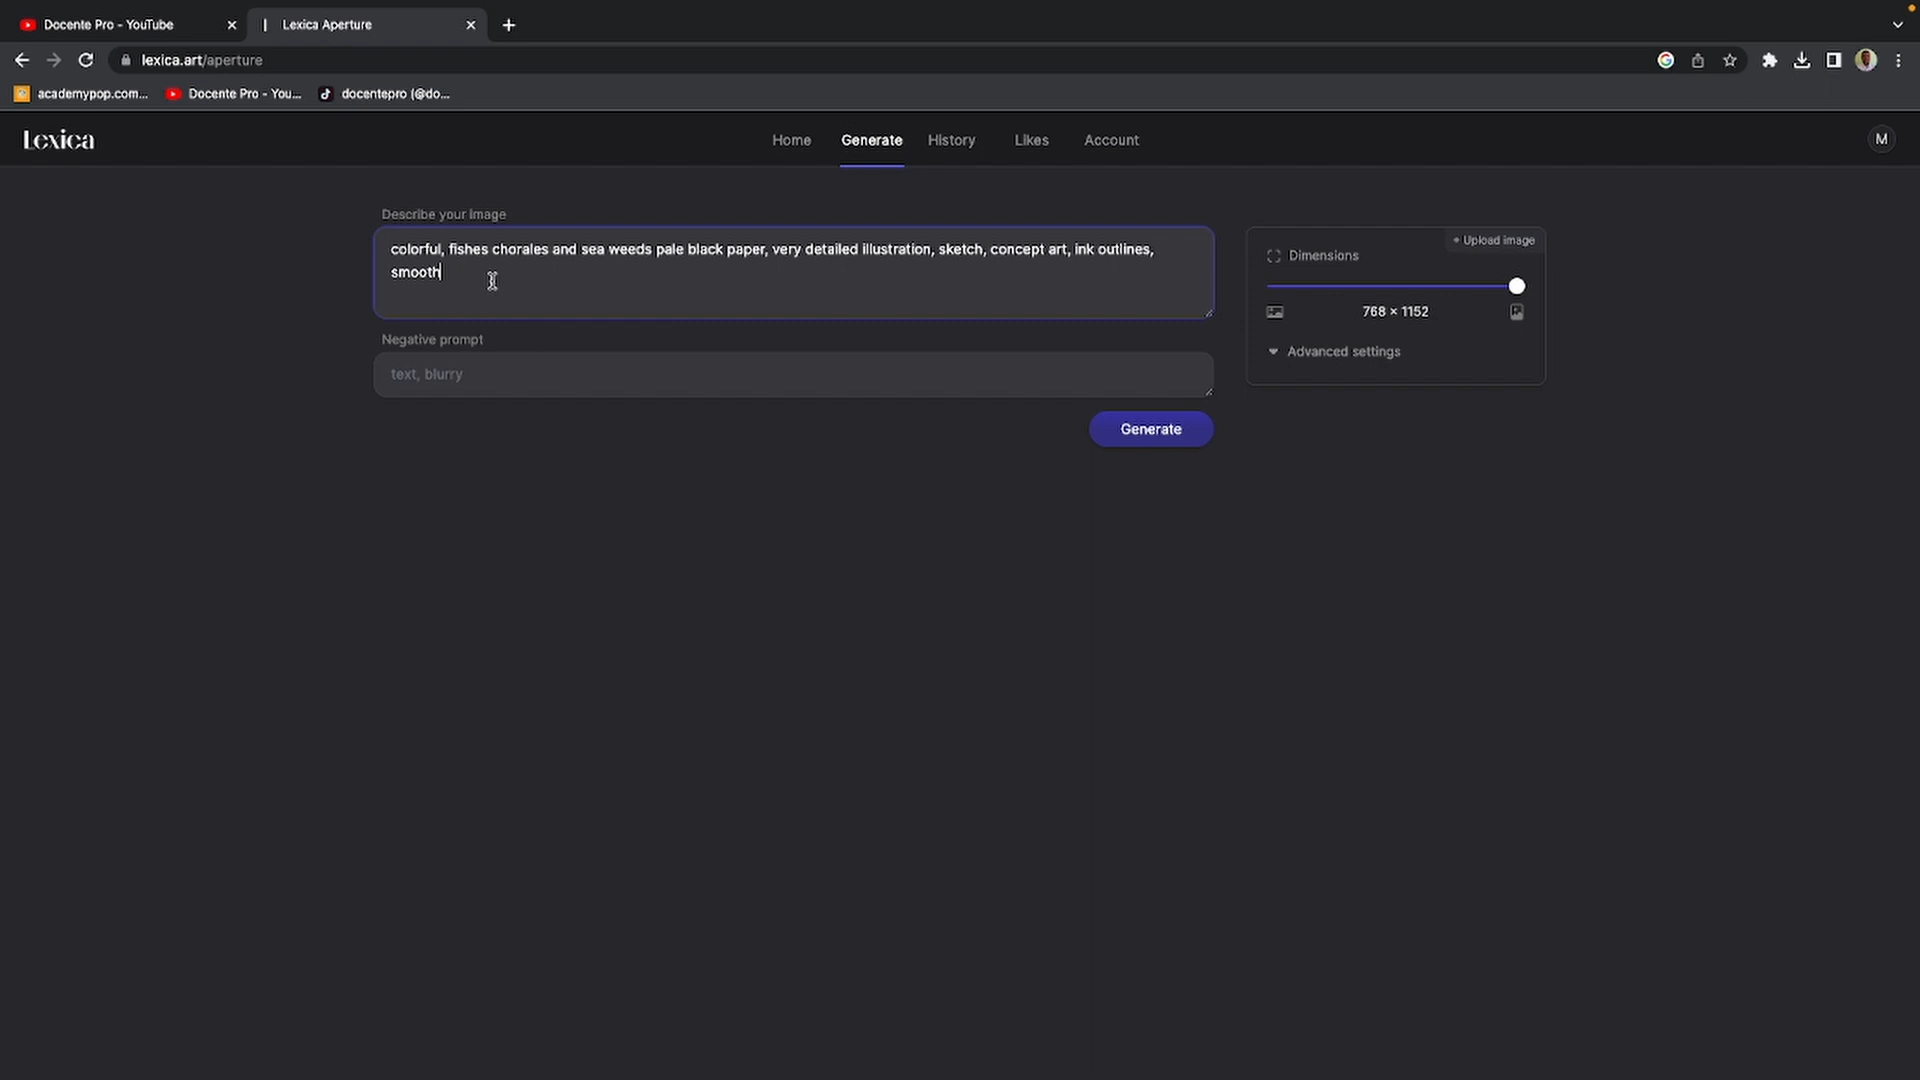 Docente Pro - YouTube
Lexica Aperture
lexica.art/aperture
academypop.com...
Docente Pro - You...
docentepro (@do...
Lexica
Home
Generate
History
Likes
Account
M
Describe your image
colorful, fishes chorales and sea weeds pale black paper, very detailed illustration, sketch, concept art, ink outlines,
smooth
+ Upload image
Dimensions
768 × 1152
Advanced settings
Negative prompt
text, blurry
Generate